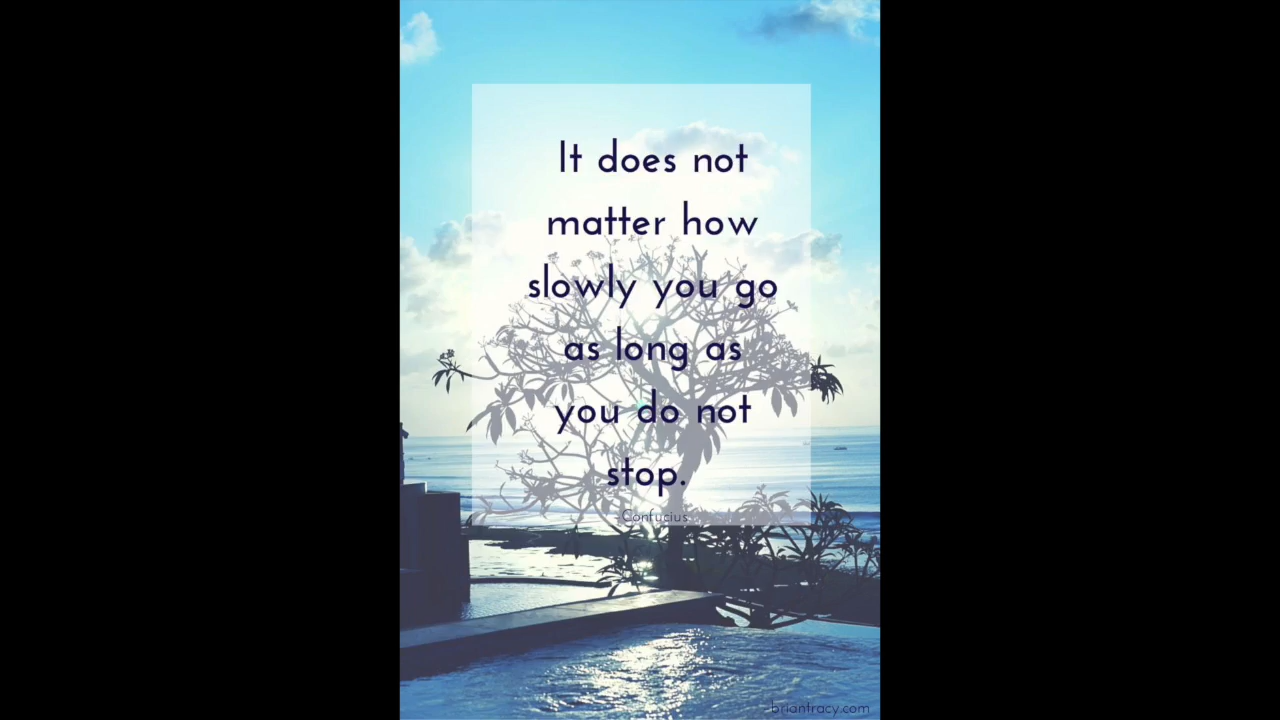 It does not
matter how
slowly you go
as long as
you do not
stop.
-Confucius
briantracy.com